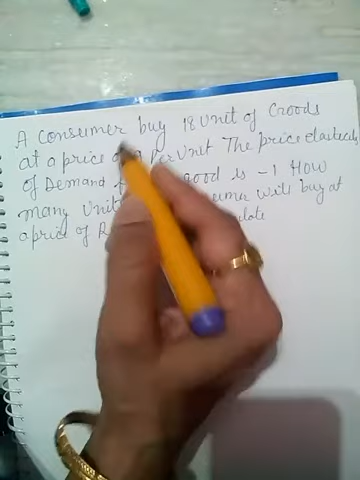 A Consumer buy 18 Unit of Goods
at a price Per Unit The price elasticity
of Demand good is -1 How
many Unit will buy at
a price of